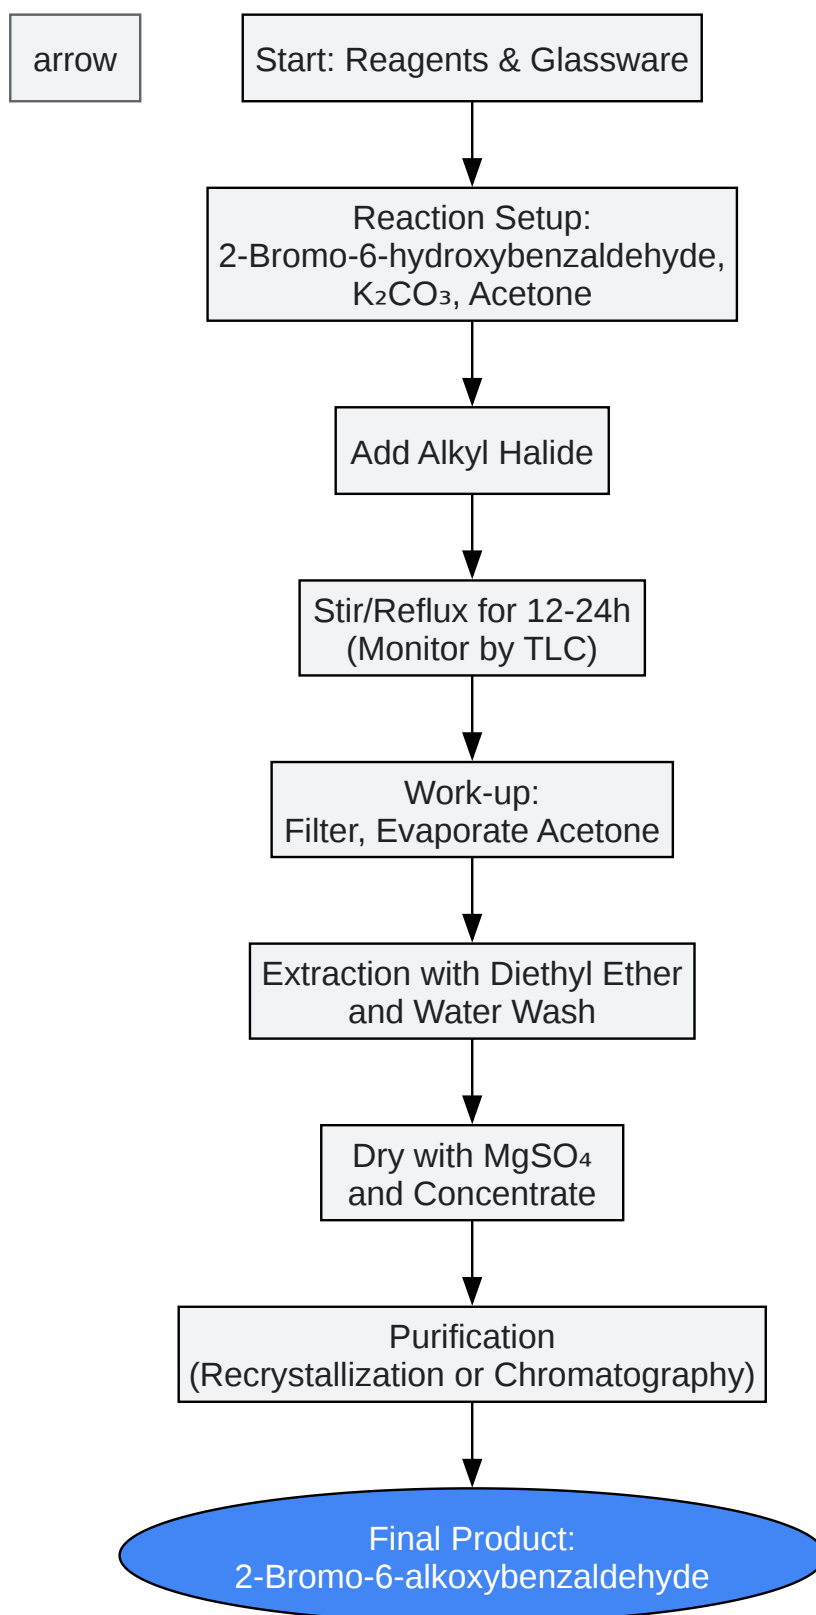 arrow
Start: Reagents & Glassware
Reaction Setup:
2-Bromo-6-hydroxybenzaldehyde,
K₂CO₃, Acetone
Add Alkyl Halide
Stir/Reflux for 12-24h
(Monitor by TLC)
Work-up:
Filter, Evaporate Acetone
Extraction with Diethyl Ether
and Water Wash
Dry with MgSO₄
and Concentrate
Purification
(Recrystallization or Chromatography)
Final Product:
2-Bromo-6-alkoxybenzaldehyde